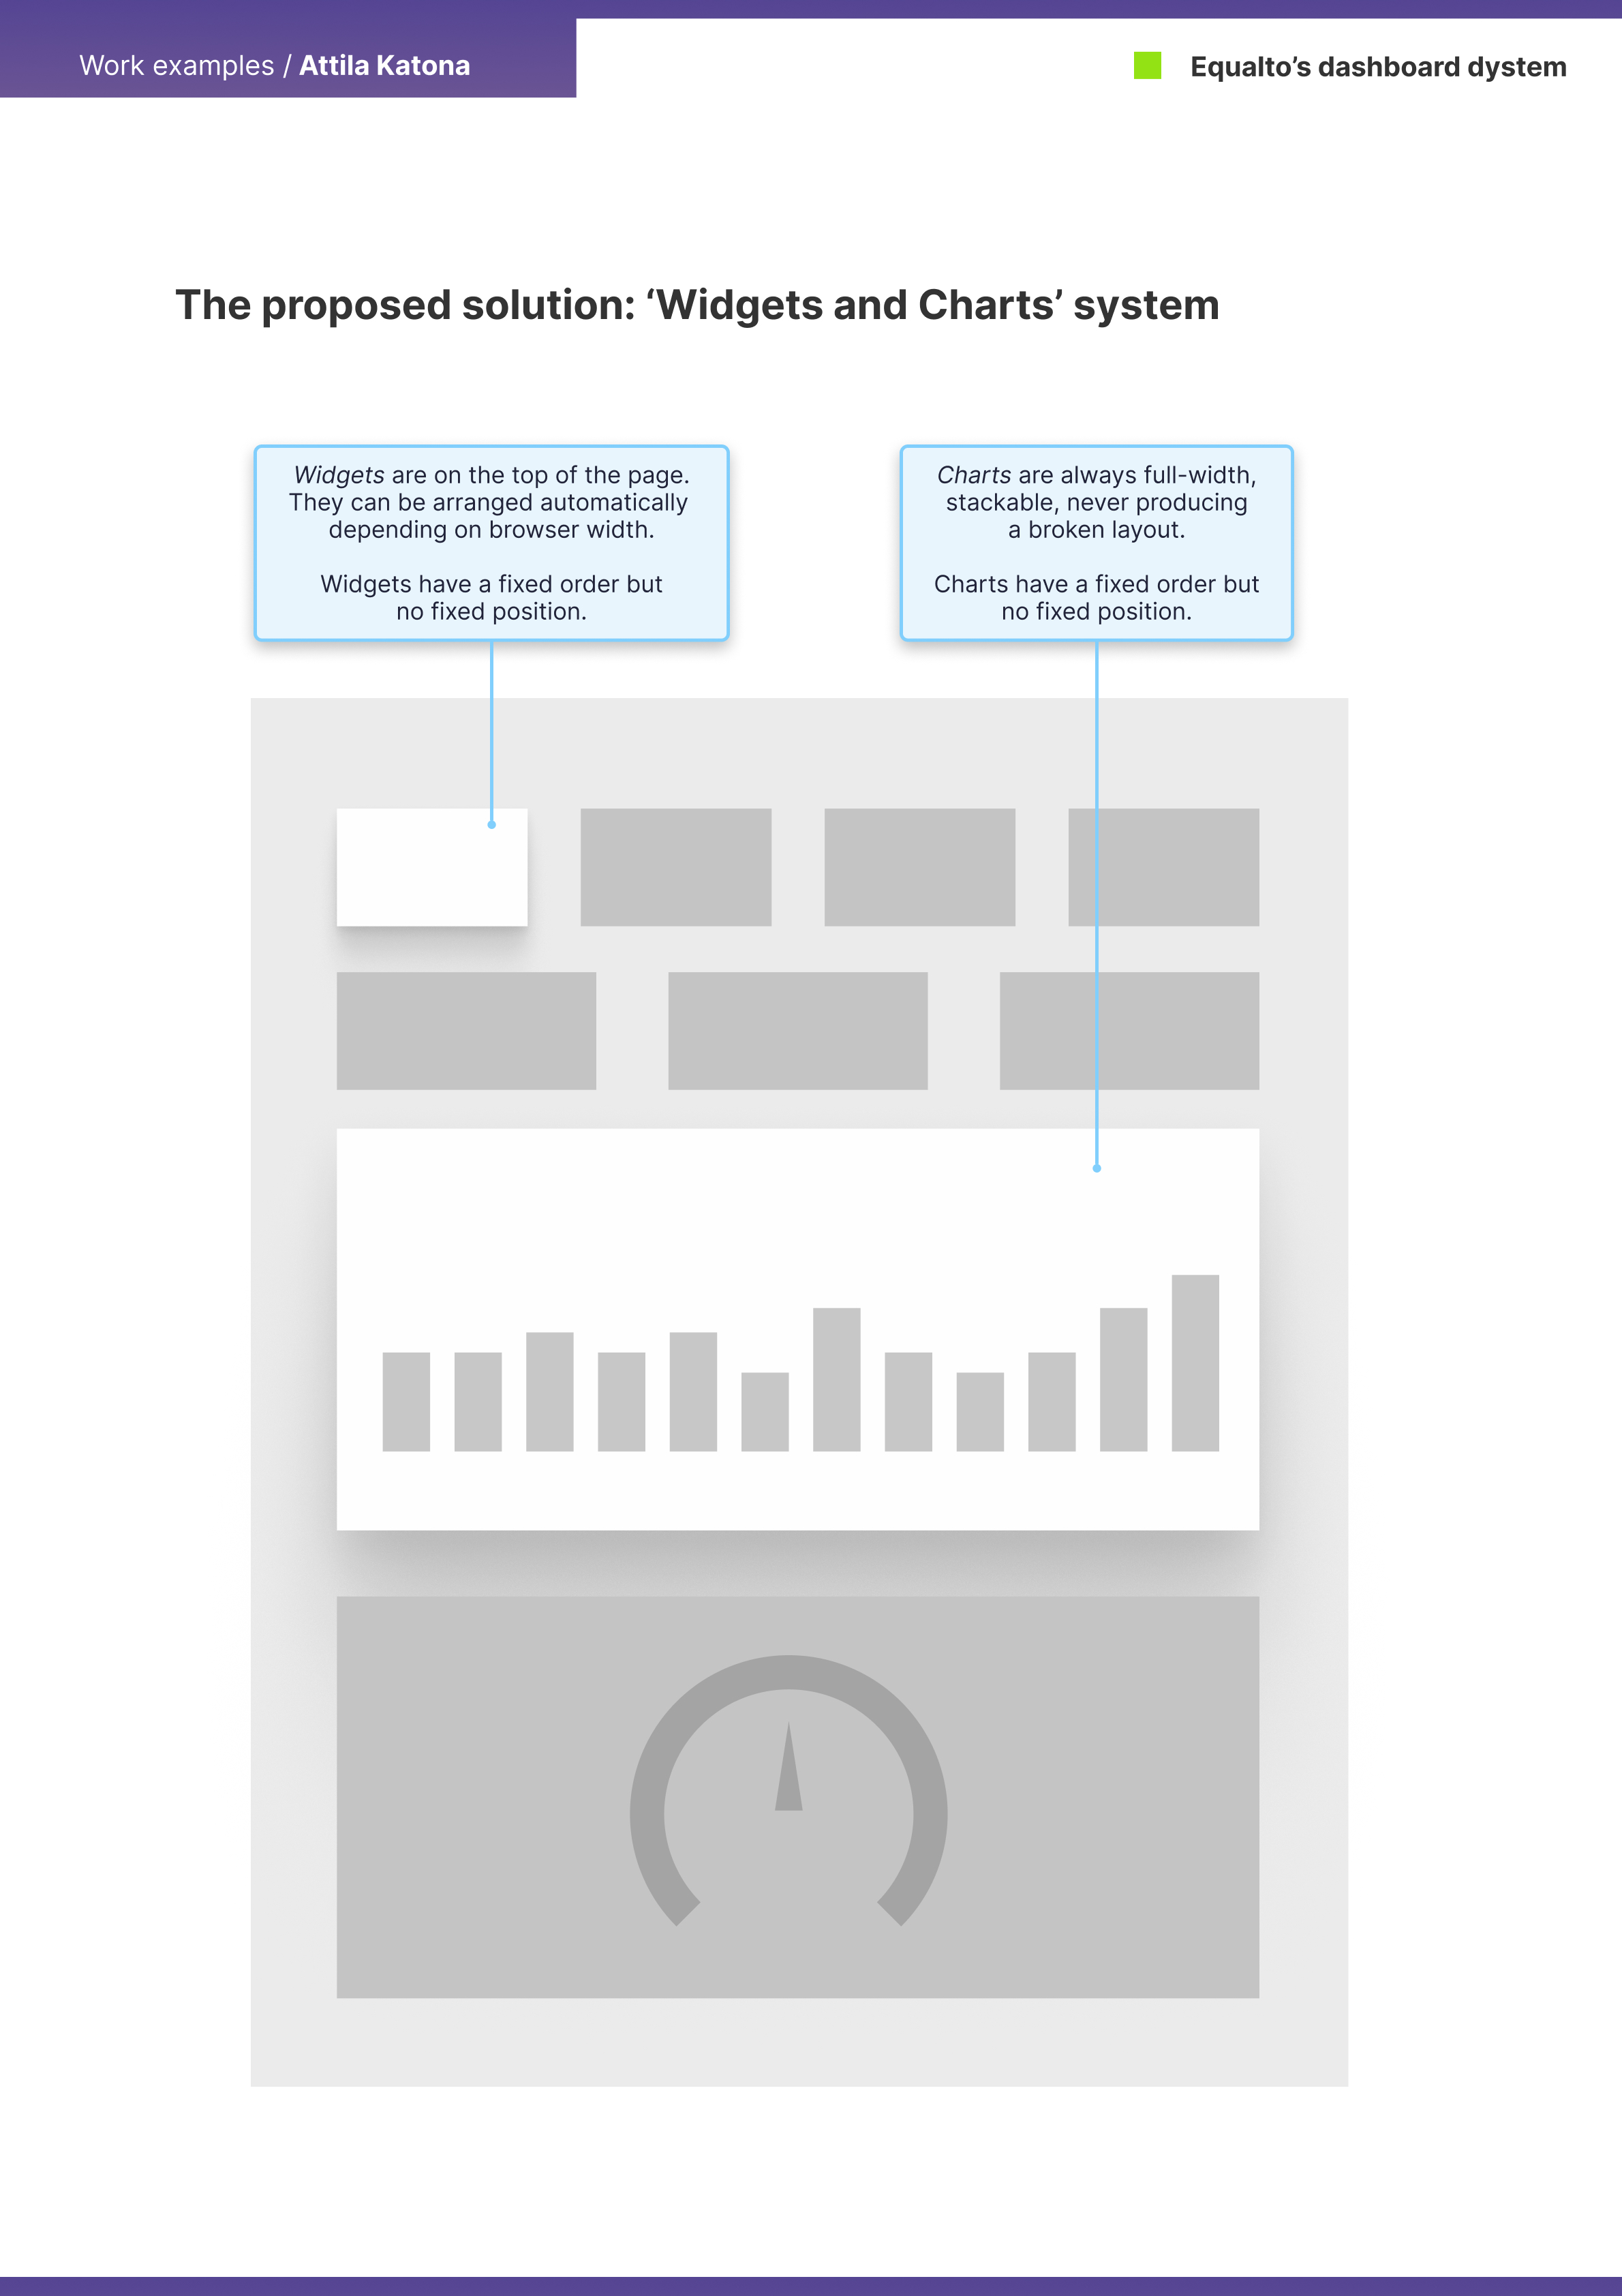 Work examples / Attila Katona
Equalto’s dashboard dystem
The proposed solution: ‘Widgets and Charts’ system
Widgets are on the top of the page.
They can be arranged automatically
depending on browser width.
Widgets have a fixed order but
no fixed position.
Charts are always full-width,
stackable, never producing
a broken layout.
Charts have a fixed order but
no fixed position.